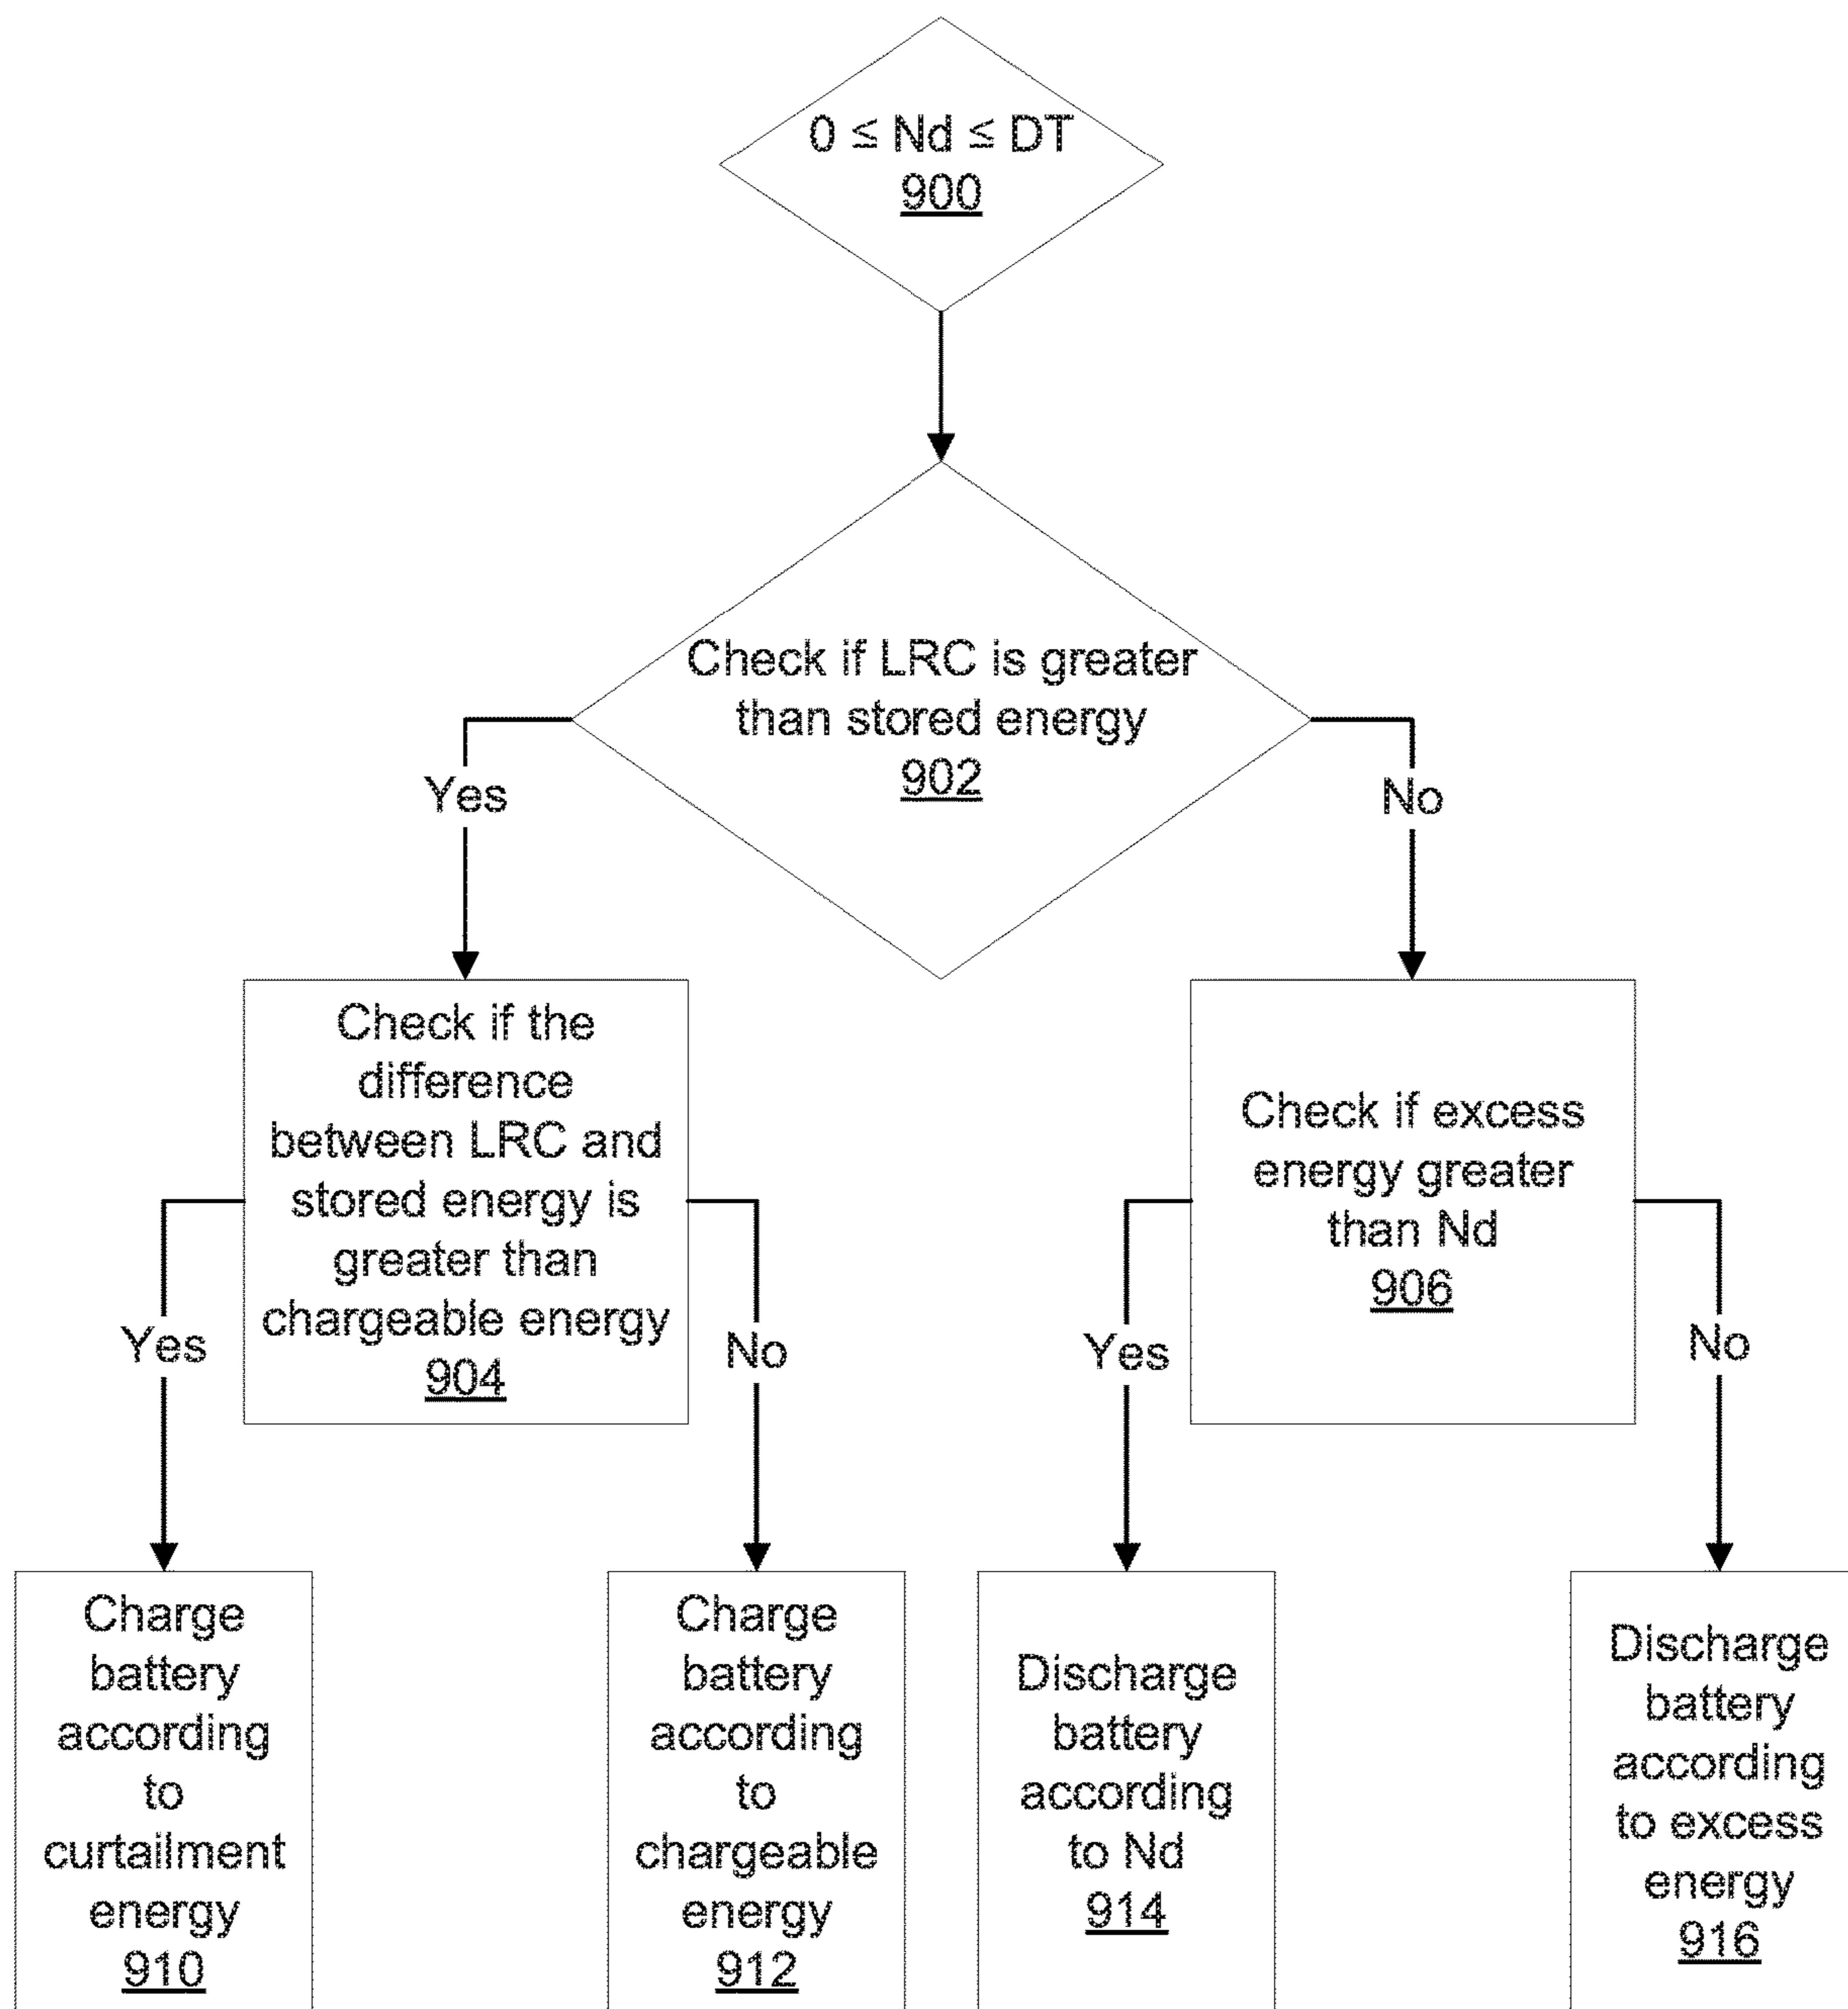 0 ≤ Nd ≤ DT
900
Check if LRC is greater
than stored energy
902
Yes
No
Check if the
difference
between LRC and
stored energy is
greater than
chargeable energy
904
Check if excess
energy greater
than Nd
906
Yes
No
Yes
No
Charge
battery
according
to
curtailment
energy
910
Charge
battery
according
to
chargeable
energy
912
Discharge
battery
according
to Nd
914
Discharge
battery
according
to excess
energy
916